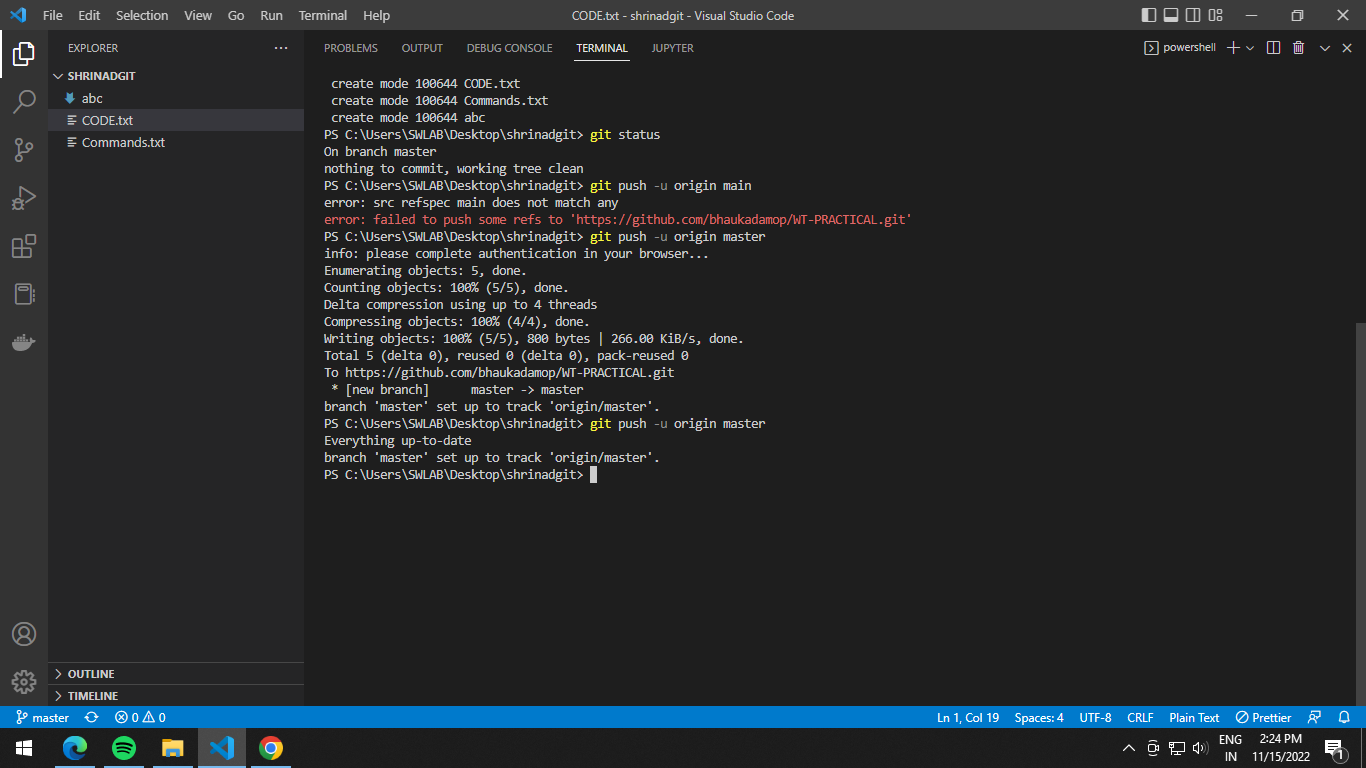 File Edit Selection View Go Run Terminal Help CODE.txt - shrinadgit - Visual Studio Code
EXPLORER ...
SHRINADGIT
abc
CODE.txt
Commands.txt
OUTLINE
TIMELINE
PROBLEMS OUTPUT DEBUG CONSOLE TERMINAL JUPYTER powershell
create mode 100644 CODE.txt
create mode 100644 Commands.txt
create mode 100644 abc
PS C:\Users\SWLAB\Desktop\shrinadgit> git status
On branch master
nothing to commit, working tree clean
PS C:\Users\SWLAB\Desktop\shrinadgit> git push -u origin main
error: src refspec main does not match any
error: failed to push some refs to 'https://github.com/bhaukadamop/WT-PRACTICAL.git'
PS C:\Users\SWLAB\Desktop\shrinadgit> git push -u origin master
info: please complete authentication in your browser...
Enumerating objects: 5, done.
Counting objects: 100% (5/5), done.
Delta compression using up to 4 threads
Compressing objects: 100% (4/4), done.
Writing objects: 100% (5/5), 800 bytes | 266.00 KiB/s, done.
Total 5 (delta 0), reused 0 (delta 0), pack-reused 0
To https://github.com/bhaukadamop/WT-PRACTICAL.git
* [new branch] master -> master
branch 'master' set up to track 'origin/master'.
PS C:\Users\SWLAB\Desktop\shrinadgit> git push -u origin master
Everything up-to-date
branch 'master' set up to track 'origin/master'.
PS C:\Users\SWLAB\Desktop\shrinadgit>
master 0 0 Ln 1, Col 19 Spaces: 4 UTF-8 CRLF Plain Text Prettier
ENG 2:24 PM
IN 11/15/2022 1